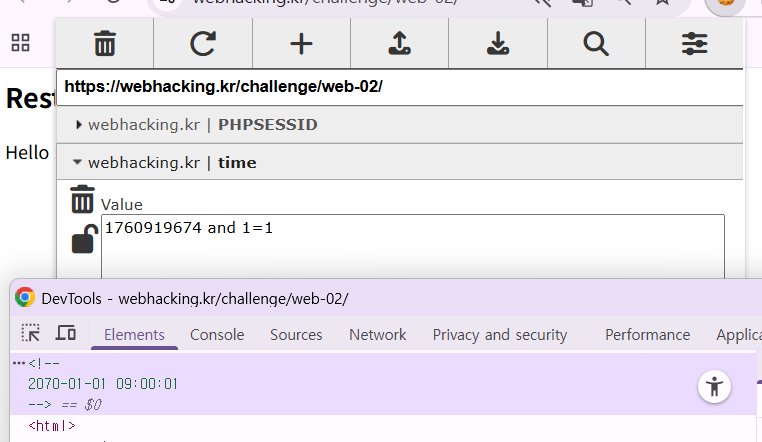 webhacking.kr/challenge/web-02/
https://webhacking.kr/challenge/web-02/
Rest
webhacking.kr | PHPSESSID
Hello
webhacking.kr | time
Value
1760919674 and 1=1
DevTools - webhacking.kr/challenge/web-02/
Elements Console Sources Network Privacy and security Performance Applic
<!--
2070-01-01 09:00:01
--> == $0
<html>